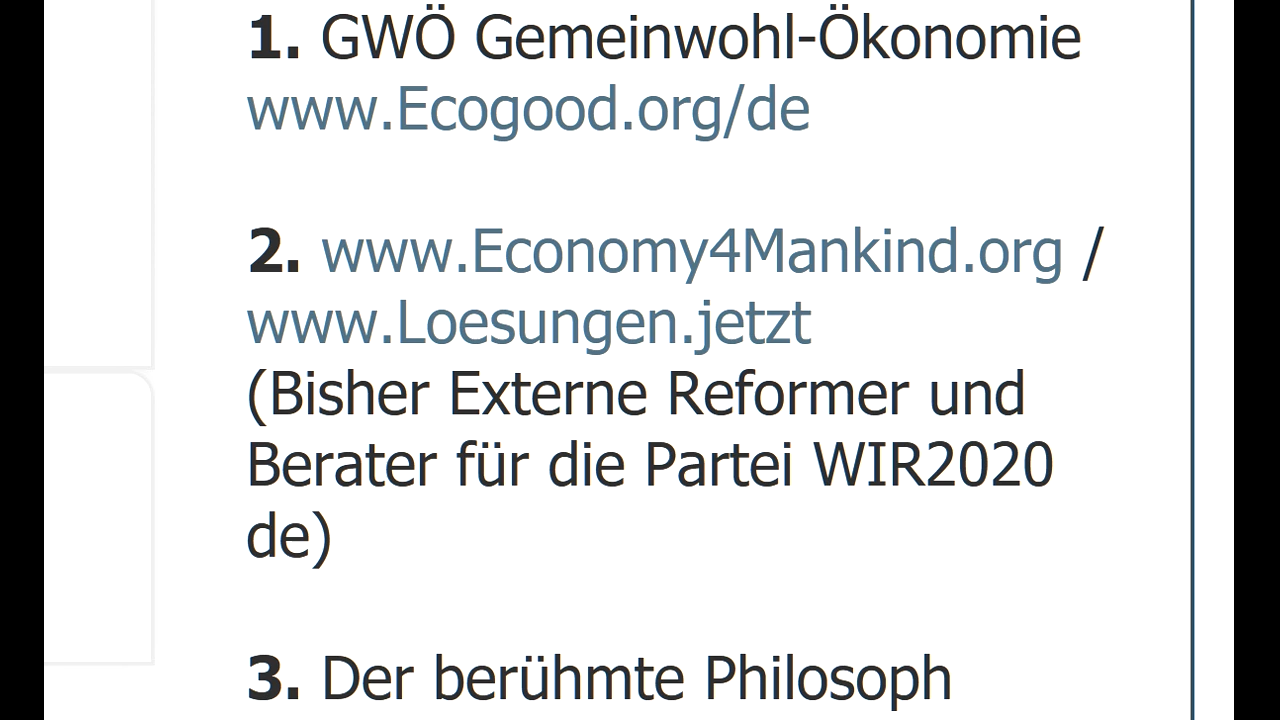 1. GWÖ Gemeinwohl-Ökonomie
www.Ecogood.org/de
2. www.Economy4Mankind.org /
www.Loesungen.jetzt
(Bisher Externe Reformer und
Berater für die Partei WIR2020
de)
3. Der berühmte Philosoph